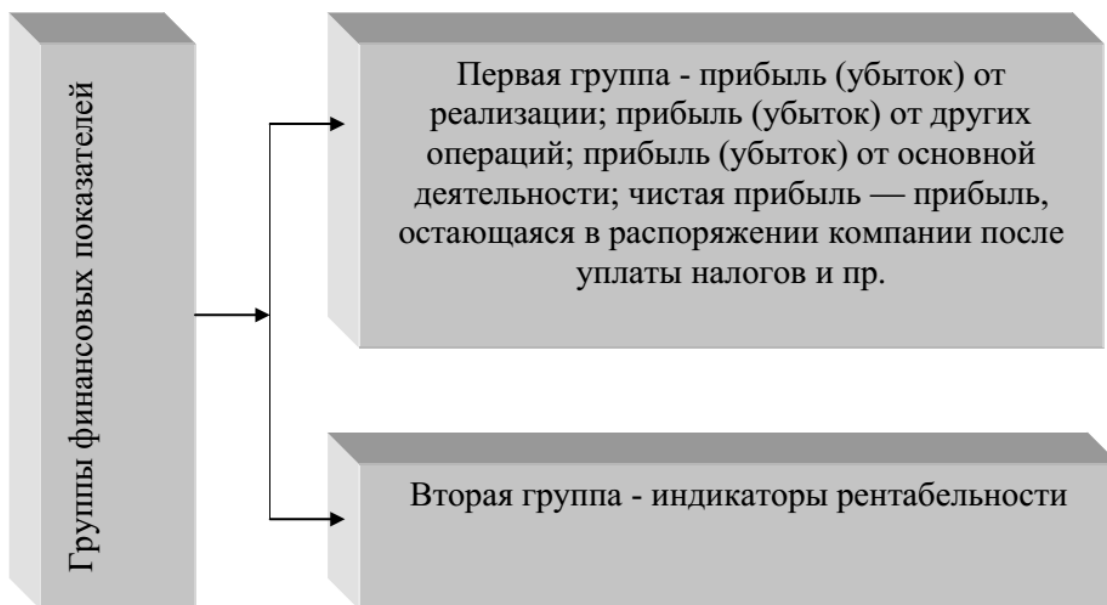 Группы финансовых показателей
Первая группа - прибыль (убыток) от
реализации; прибыль (убыток) от других
операций; прибыль (убыток) от основной
деятельности; чистая прибыль — прибыль,
остающаяся в распоряжении компании после
уплаты налогов и пр.
Вторая группа - индикаторы рентабельности